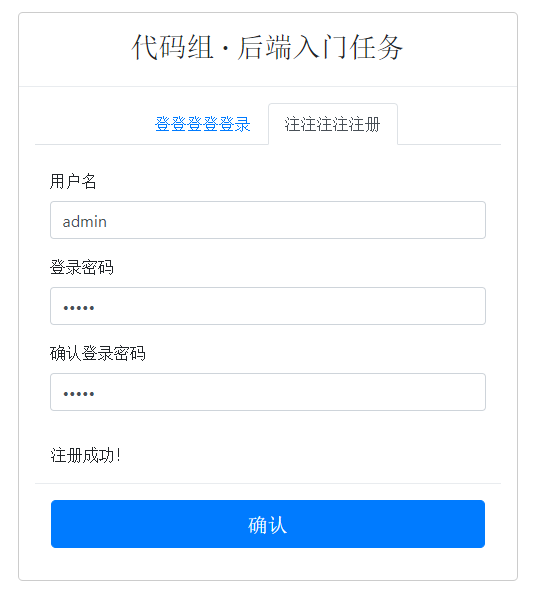 代码组 · 后端入门任务
登登登登登录 注注注注注册
用户名
admin
登录密码
•••••
确认登录密码
•••••
注册成功!
确认